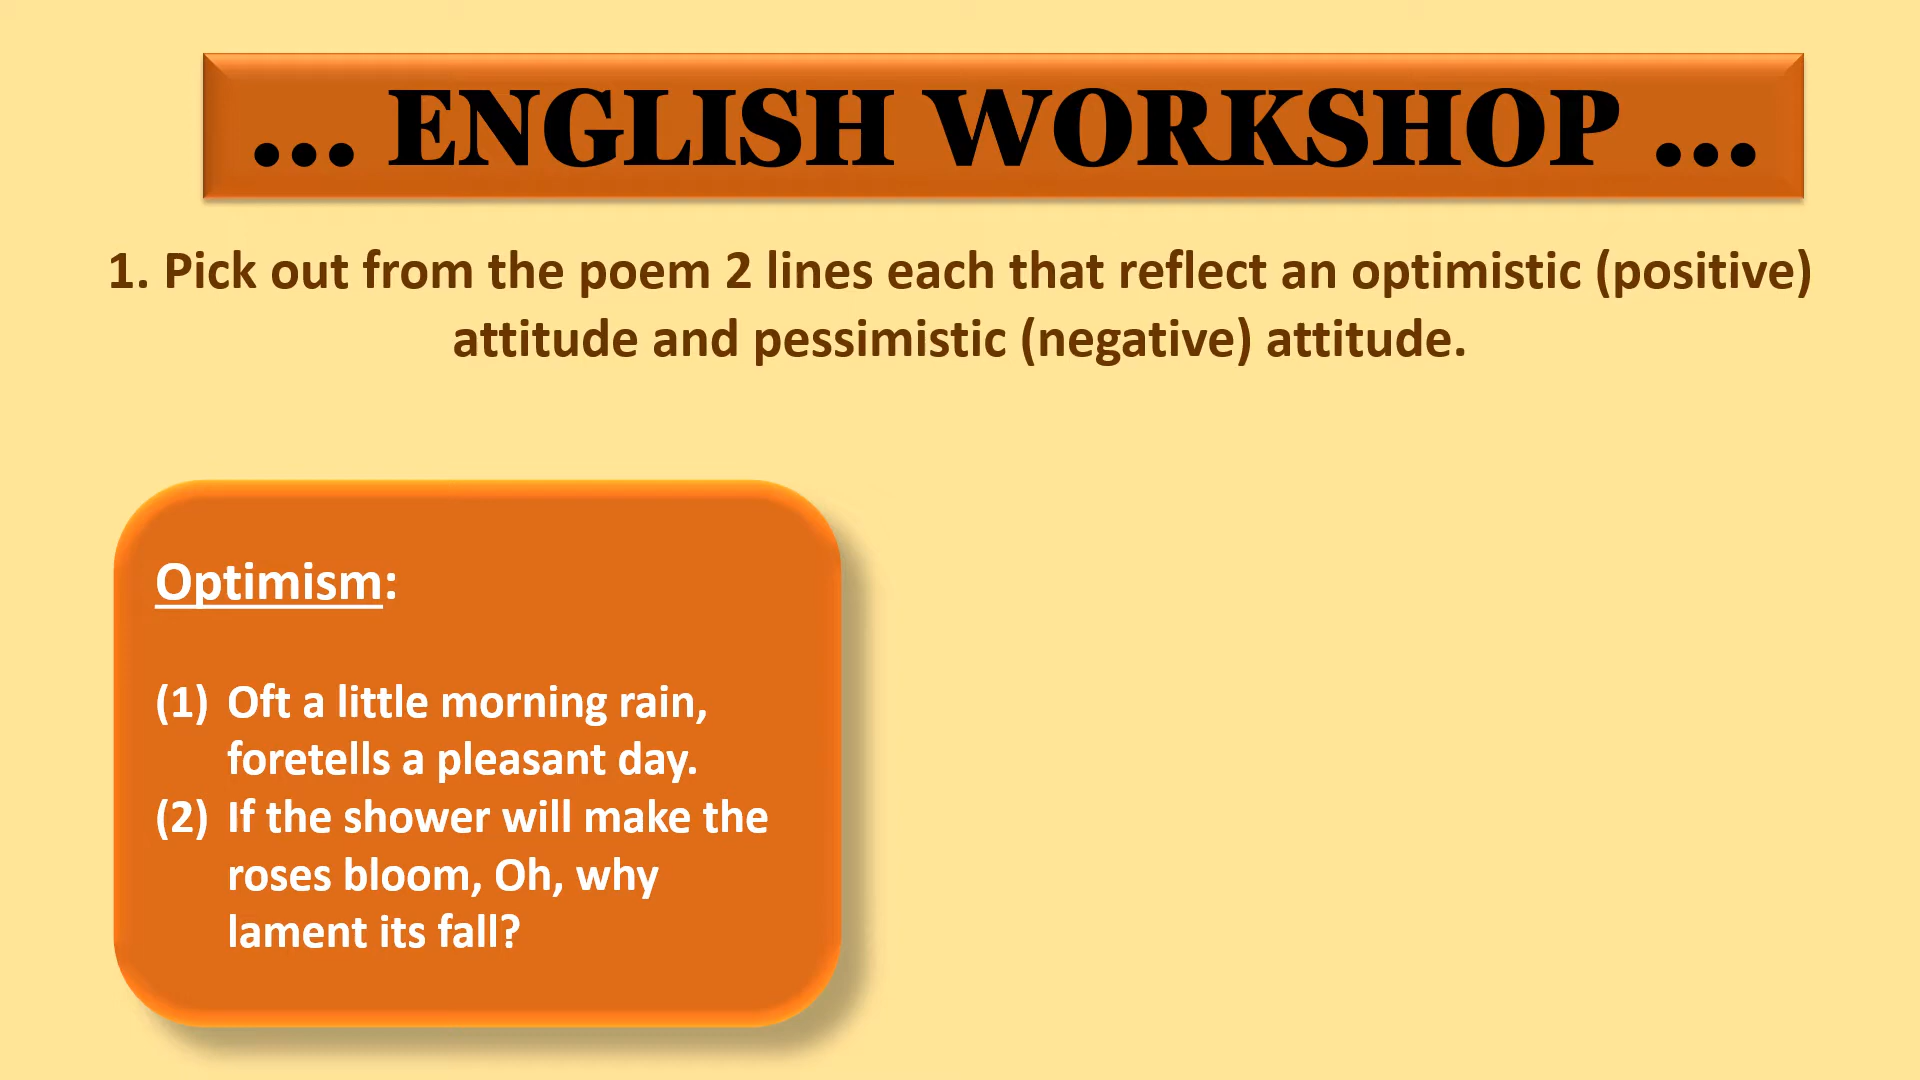 ... ENGLISH WORKSHOP ...
1. Pick out from the poem 2 lines each that reflect an optimistic (positive)
attitude and pessimistic (negative) attitude.
Optimism:
(1) Oft a little morning rain,
foretells a pleasant day.
(2) If the shower will make the
roses bloom, Oh, why
lament its fall?